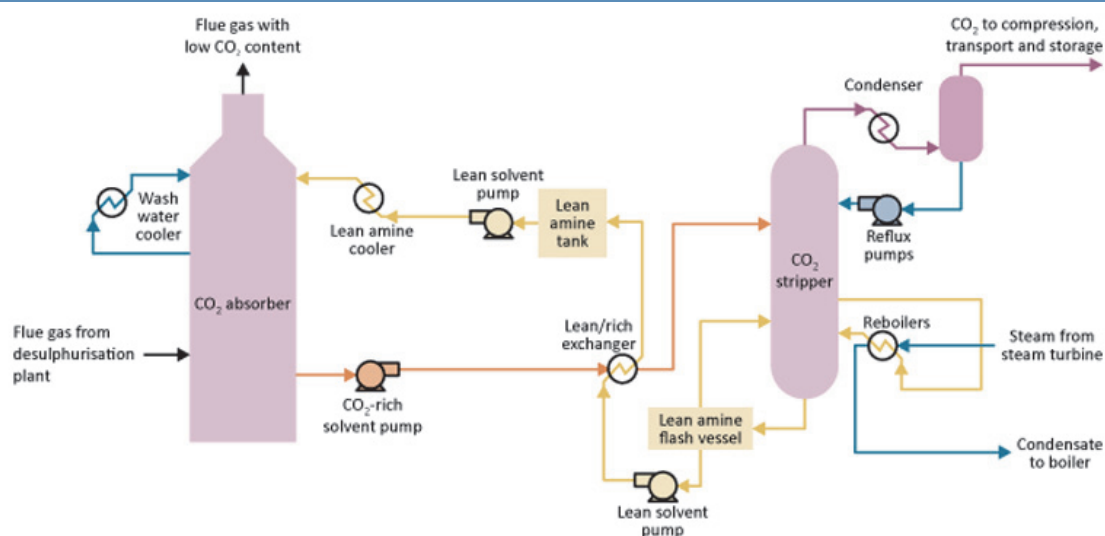 Flue gas with
low CO₂ content
CO₂ to compression,
transport and storage
Condenser
Wash
water
cooler
Lean solvent
pump
Lean
amine
tank
Lean amine
cooler
Reflux
pumps
CO₂
stripper
CO₂ absorber
Flue gas from
desulphurisation
plant
Lean/rich
exchanger
Reboilers
Steam from
steam turbine
CO₂-rich
solvent pump
Lean amine
flash vessel
Condensate
to boiler
Lean solvent
pump